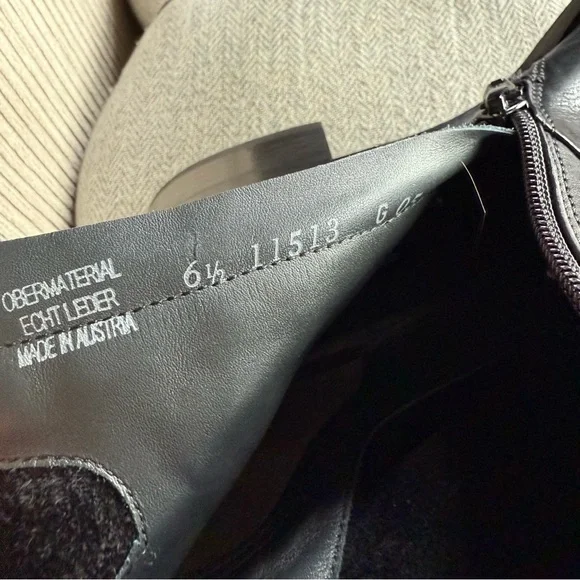 OBERMATERIAL
ECHT LEDER
MADE IN AUSTRIA
6½ 11513 G